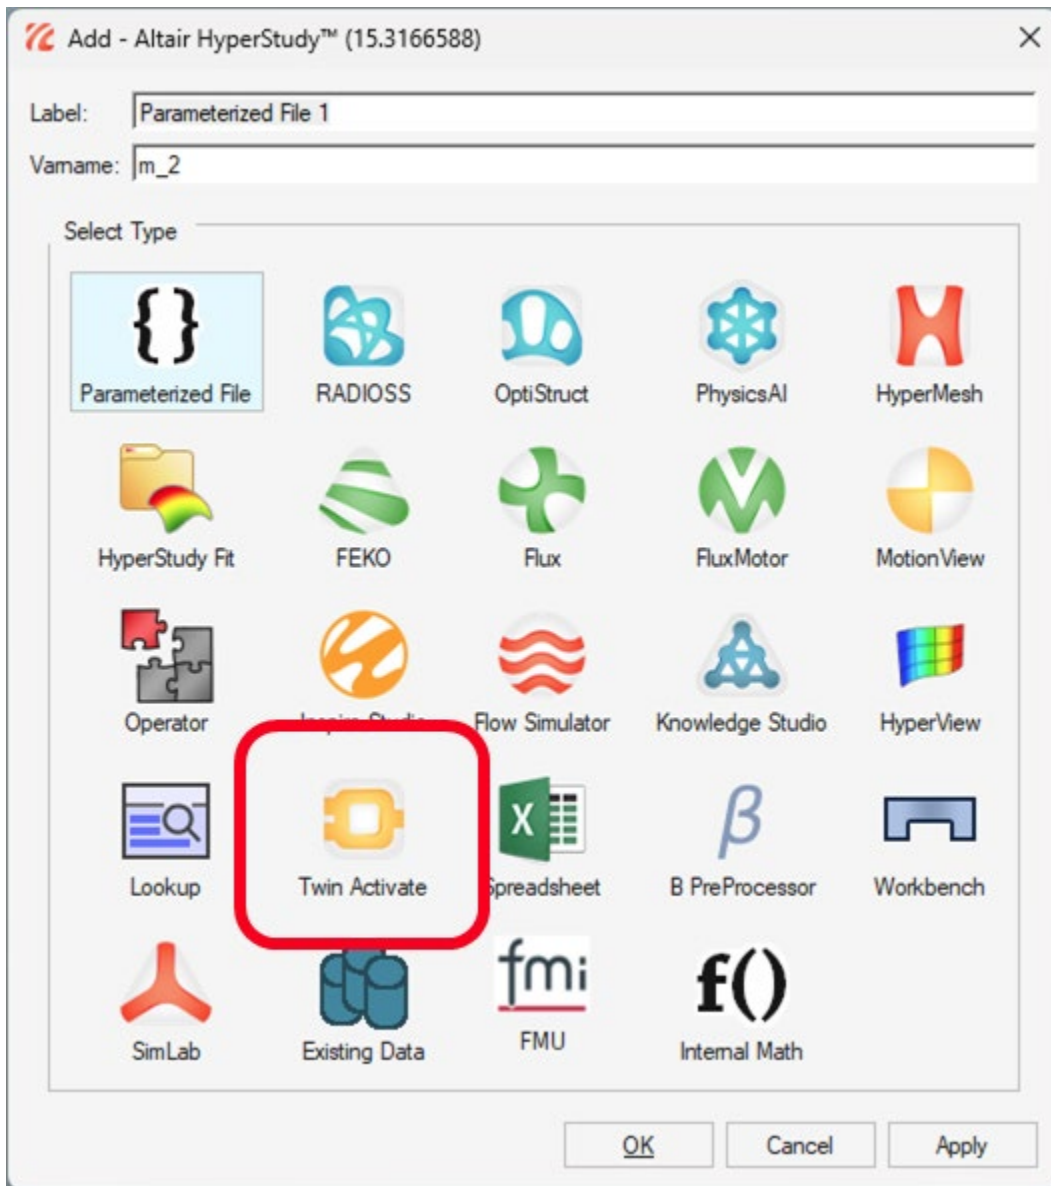 Add - Altair HyperStudy™ (15.3166588)
Label: Parameterized File 1
Varname: m_2
Select Type
{}
Parameterized File RADIOSS OptiStruct PhysicsAI HyperMesh
HyperStudy Fit FEKO Flux FluxMotor MotionView
Operator Inspire Studio Flow Simulator Knowledge Studio HyperView
X β
Lookup Twin Activate Spreadsheet B PreProcessor Workbench
fmi f()
SimLab Existing Data FMU Internal Math
OK Cancel Apply